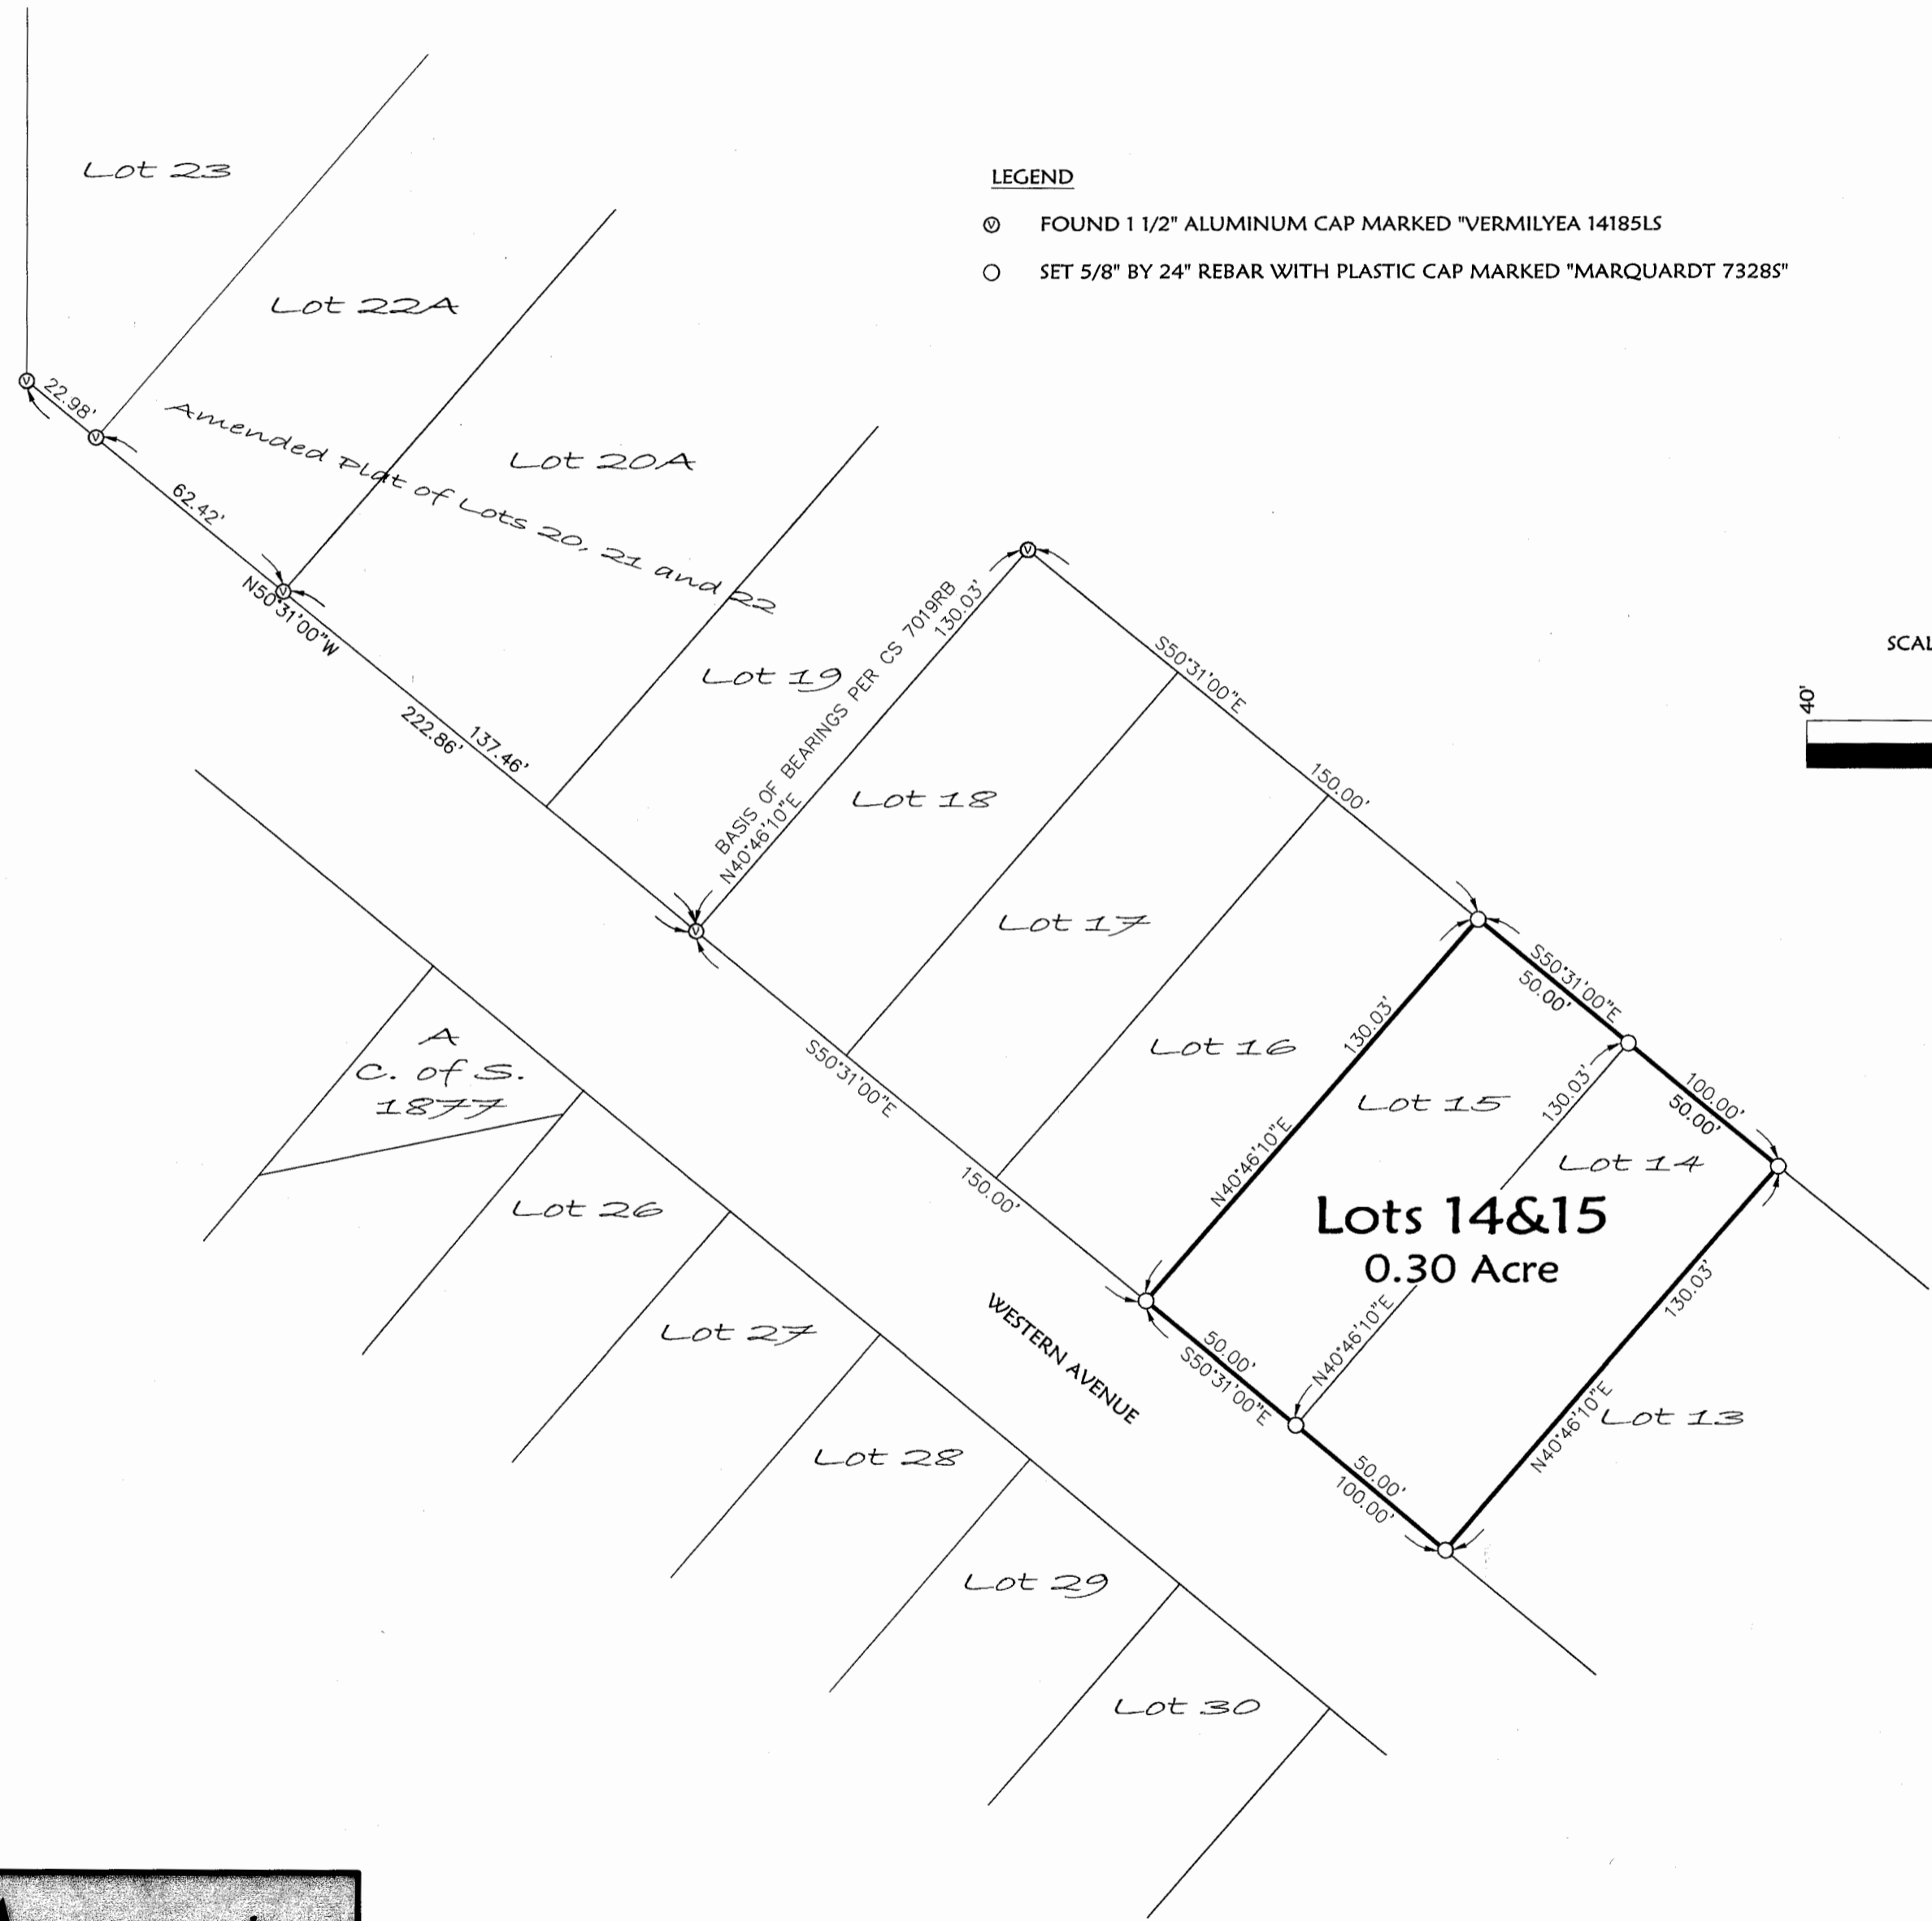 Lot 23
LEGEND
Ⓥ FOUND 1 1/2" ALUMINUM CAP MARKED "VERMILYEA 14185LS
○ SET 5/8" BY 24" REBAR WITH PLASTIC CAP MARKED "MARQUARDT 7328S"
Lot 22A
22.98'
Amended Plat of Lots 20, 21 and 22
Lot 20A
62.42'
N50°31'00"W
222.86'
137.46'
Lot 19
BASIS OF BEARINGS PER CS 7019RB
N40°46'10"E
130.03'
S50°31'00"E
150.00'
SCAL
40'
Lot 18
Lot 17
Lot 16
S50°31'00"E
150.00'
N40°46'10"E
130.03'
S50°31'00"E
50.00'
100.00'
50.00'
Lot 15
130.03'
Lot 14
Lots 14&15
0.30 Acre
N40°46'10"E
N40°46'10"E
130.03'
Lot 13
50.00'
S50°31'00"E
50.00'
100.00'
WESTERN AVENUE
A
C. of S.
1877
Lot 26
Lot 27
Lot 28
Lot 29
Lot 30